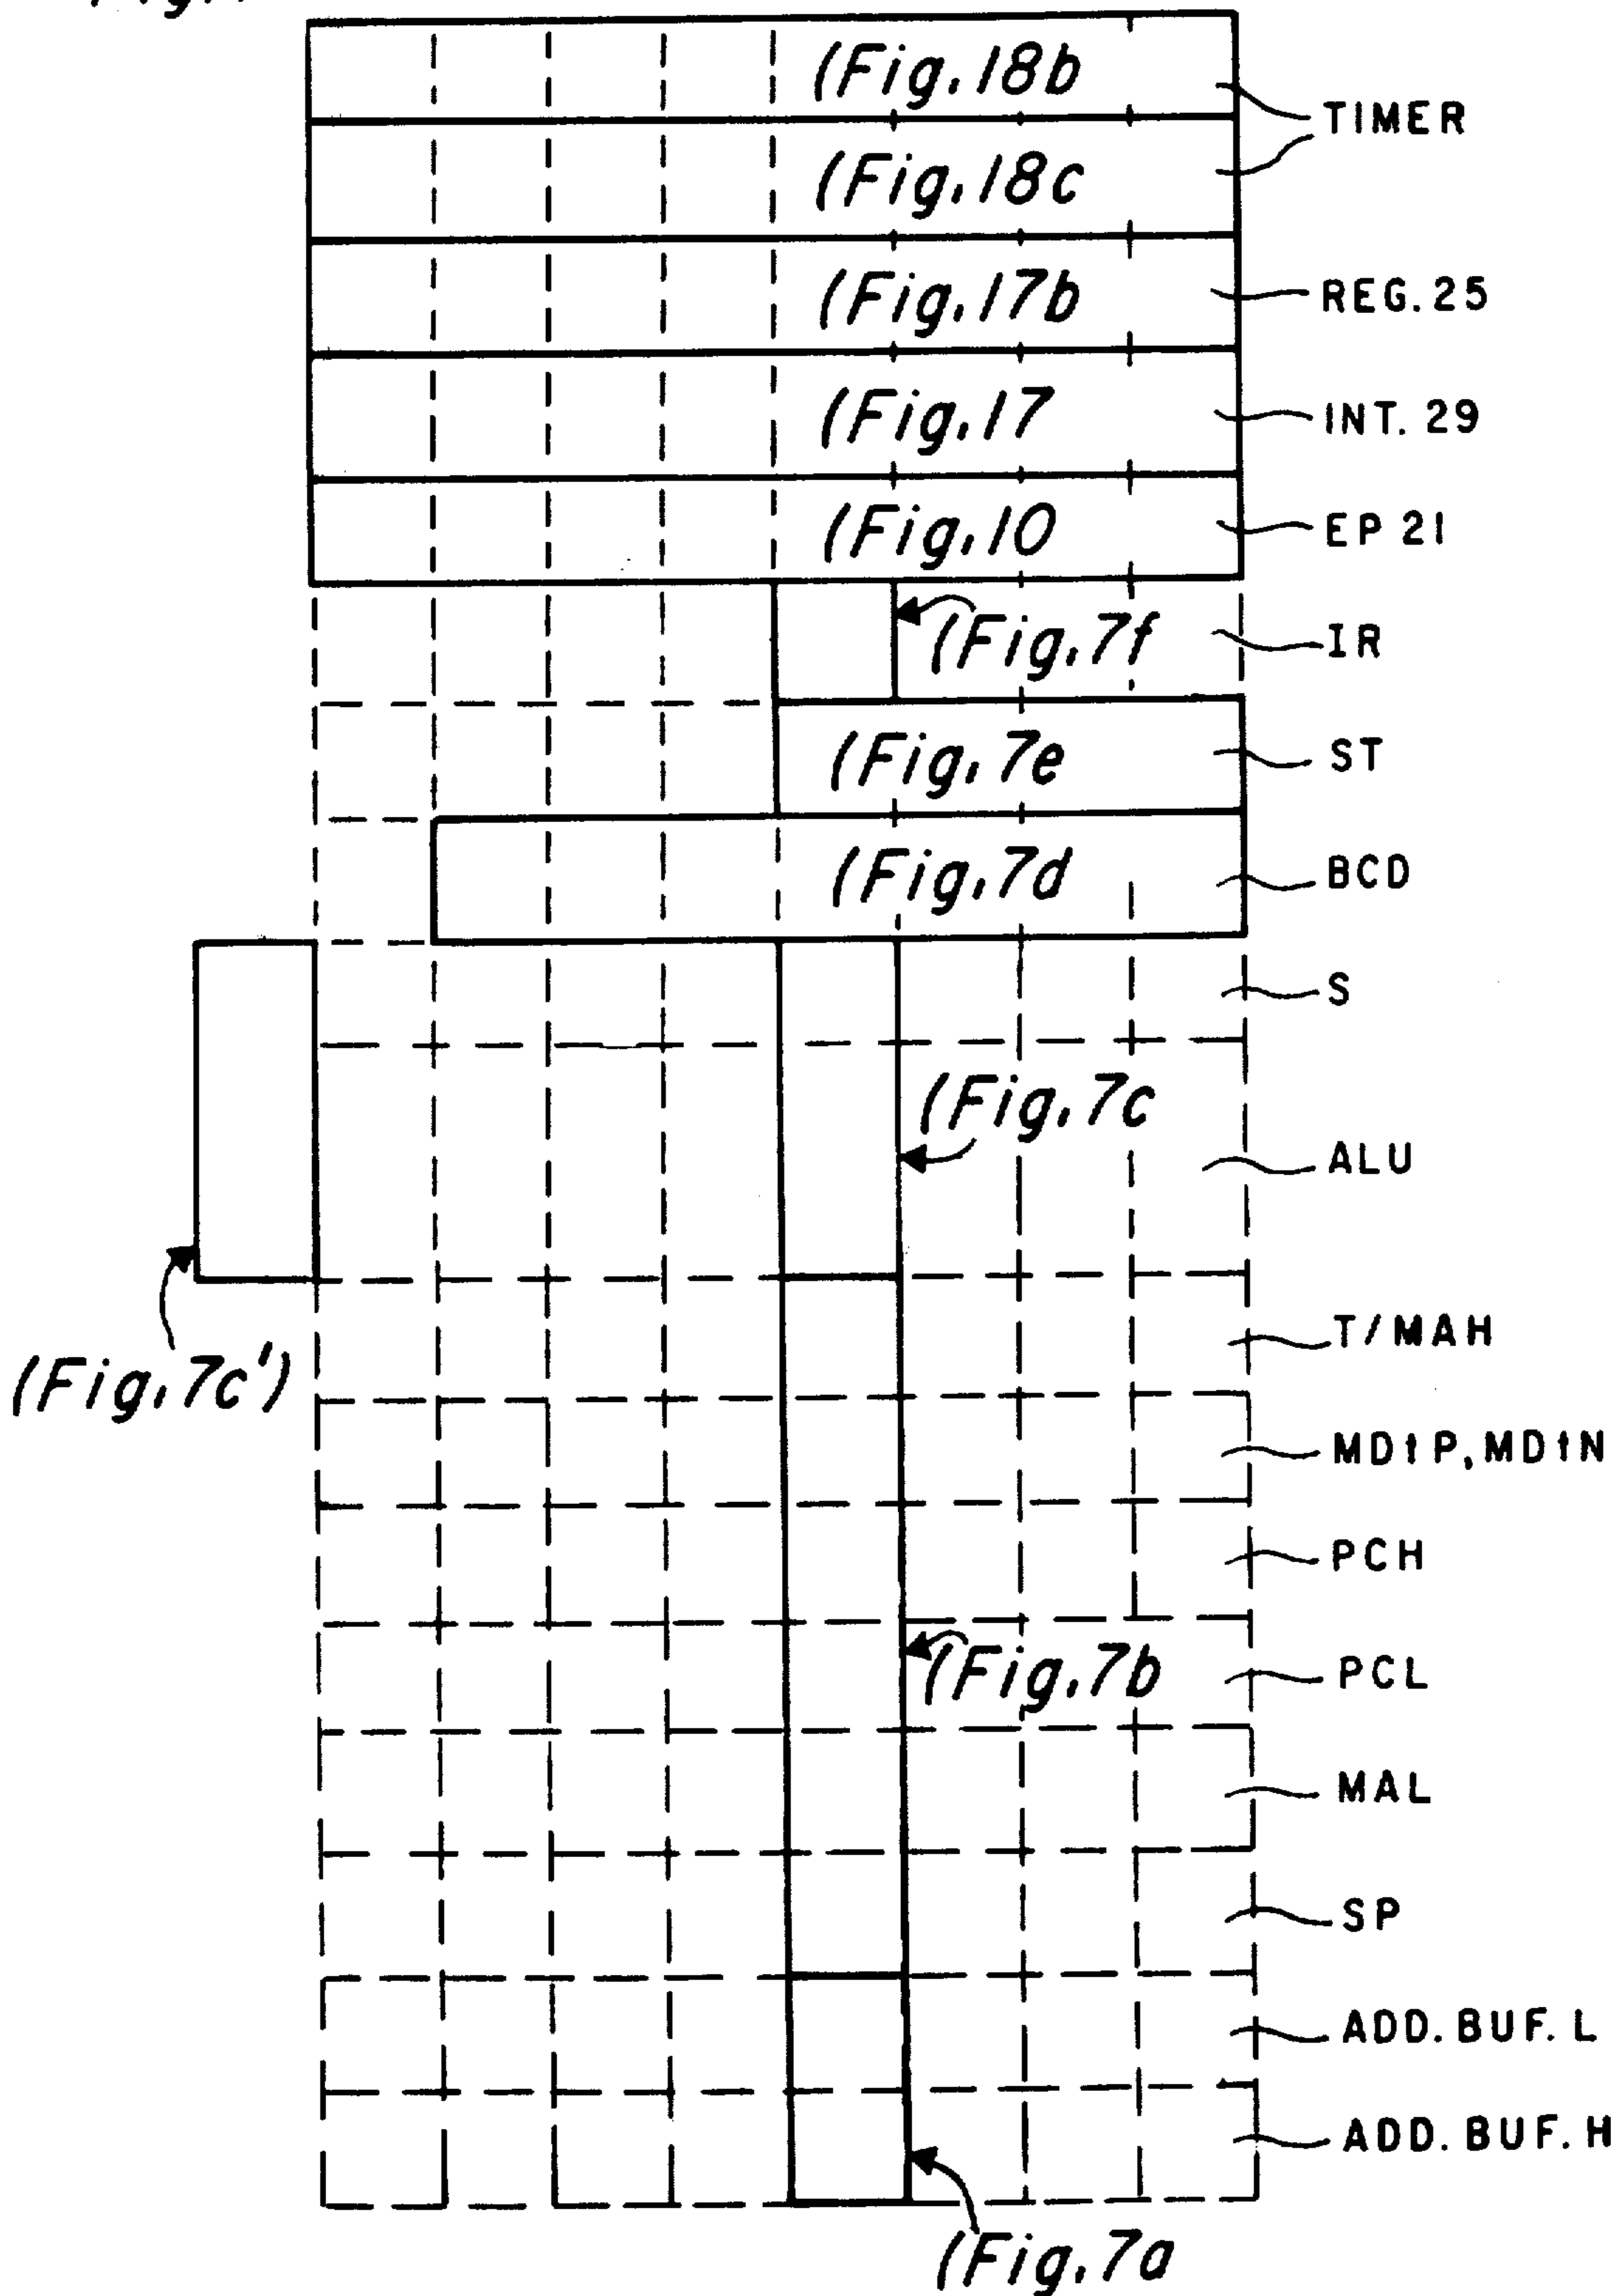 (Fig. 18b
TIMER
(Fig. 18c
(Fig. 17b
REG. 25
(Fig. 17
INT. 29
(Fig. 10
EP 21
(Fig. 7f
IR
(Fig. 7e
ST
(Fig. 7d
BCD
S
(Fig. 7c
ALU
T/MAH
(Fig. 7c')
MD↑P, MD↑N
PCH
(Fig. 7b
PCL
MAL
SP
ADD. BUF. L
ADD. BUF. H
(Fig. 7a